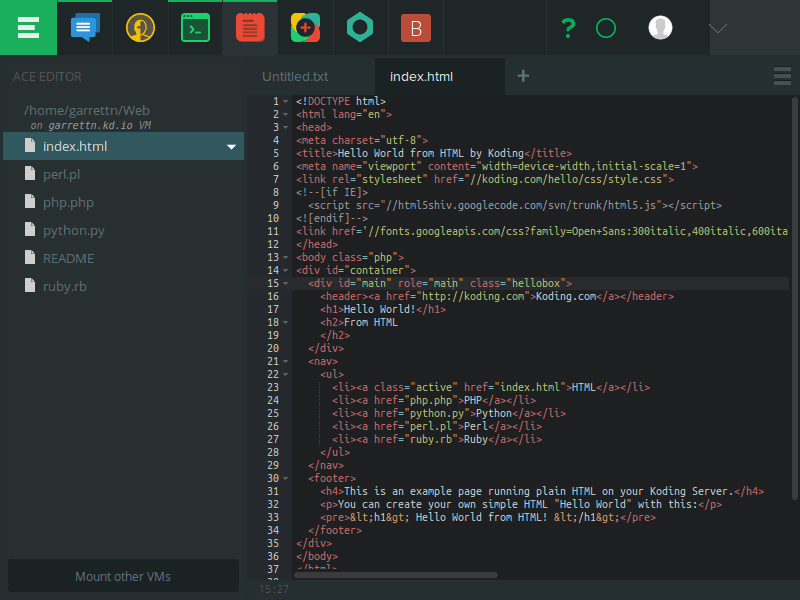 ?
B
ACE EDITOR
/home/garrettn/Web
on garrettn.kd.io VM
index.html
perl.pl
php.php
python.py
README
ruby.rb
Mount other VMs
Untitled.txt
index.html
+
1 <!DOCTYPE html>
2 <html lang="en">
3 <head>
4 <meta charset="utf-8">
5 <title>Hello World from HTML by Koding</title>
6 <meta name="viewport" content="width=device-width,initial-scale=1">
7 <link rel="stylesheet" href="//koding.com/hello/css/style.css">
8 <!--[if IE]>
9 <script src="//html5shiv.googlecode.com/svn/trunk/html5.js"></script>
10 <![endif]-->
11 <link href='//fonts.googleapis.com/css?family=Open+Sans:300italic,400italic,600ita
12 </head>
13 <body class="php">
14 <div id="container">
15 <div id="main" role="main" class="hellobox">
16 <header><a href="http://koding.com">Koding.com</a></header>
17 <h1>Hello World!</h1>
18 <h2>From HTML
19 </h2>
20 </div>
21 <nav>
22 <ul>
23 <li><a class="active" href="index.html">HTML</a></li>
24 <li><a href="php.php">PHP</a></li>
25 <li><a href="python.py">Python</a></li>
26 <li><a href="perl.pl">Perl</a></li>
27 <li><a href="ruby.rb">Ruby</a></li>
28 </ul>
29 </nav>
30 <footer>
31 <h4>This is an example page running plain HTML on your Koding Server.</h4>
32 <p>You can create your own simple HTML "Hello World" with this:</p>
33 <pre>&lt;h1&gt; Hello World from HTML! &lt;/h1&gt;</pre>
34 </footer>
35 </div>
36 </body>
37 </html>
15:27